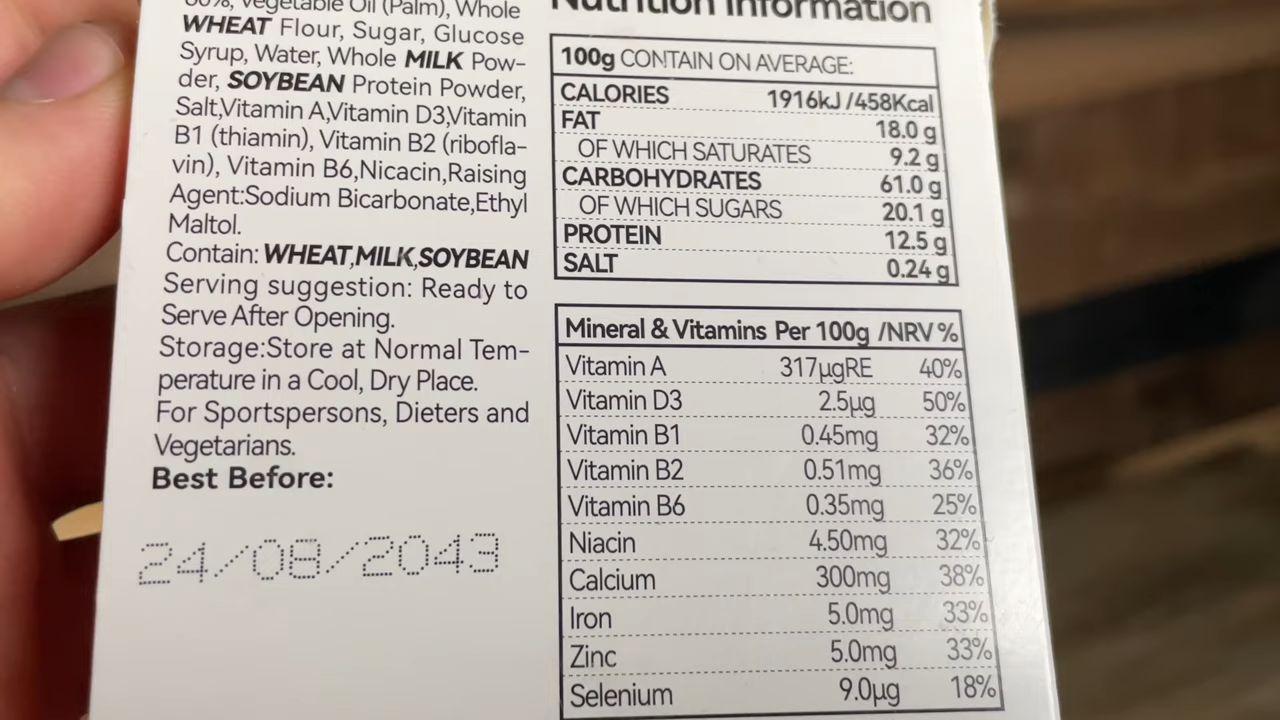 Vegetable Oil (Palm), Whole
WHEAT Flour, Sugar, Glucose
Syrup, Water, Whole MILK Pow-
der, SOYBEAN Protein Powder,
Salt,Vitamin A,Vitamin D3,Vitamin
B1 (thiamin), Vitamin B2 (ribofla-
vin), Vitamin B6,Nicacin,Raising
Agent:Sodium Bicarbonate,Ethyl
Maltol.
Contain: WHEAT,MILK,SOYBEAN
Serving suggestion: Ready to
Serve After Opening.
Storage:Store at Normal Tem-
perature in a Cool, Dry Place.
For Sportspersons, Dieters and
Vegetarians.
Best Before:
24/08/2043
Nutrition Information
100g CONTAIN ON AVERAGE:
CALORIES 1916kJ /458Kcal
FAT 18.0 g
OF WHICH SATURATES 9.2 g
CARBOHYDRATES 61.0 g
OF WHICH SUGARS 20.1 g
PROTEIN 12.5 g
SALT 0.24 g
Mineral & Vitamins Per 100g /NRV %
Vitamin A 317µgRE 40%
Vitamin D3 2.5µg 50%
Vitamin B1 0.45mg 32%
Vitamin B2 0.51mg 36%
Vitamin B6 0.35mg 25%
Niacin 4.50mg 32%
Calcium 300mg 38%
Iron 5.0mg 33%
Zinc 5.0mg 33%
Selenium 9.0µg 18%